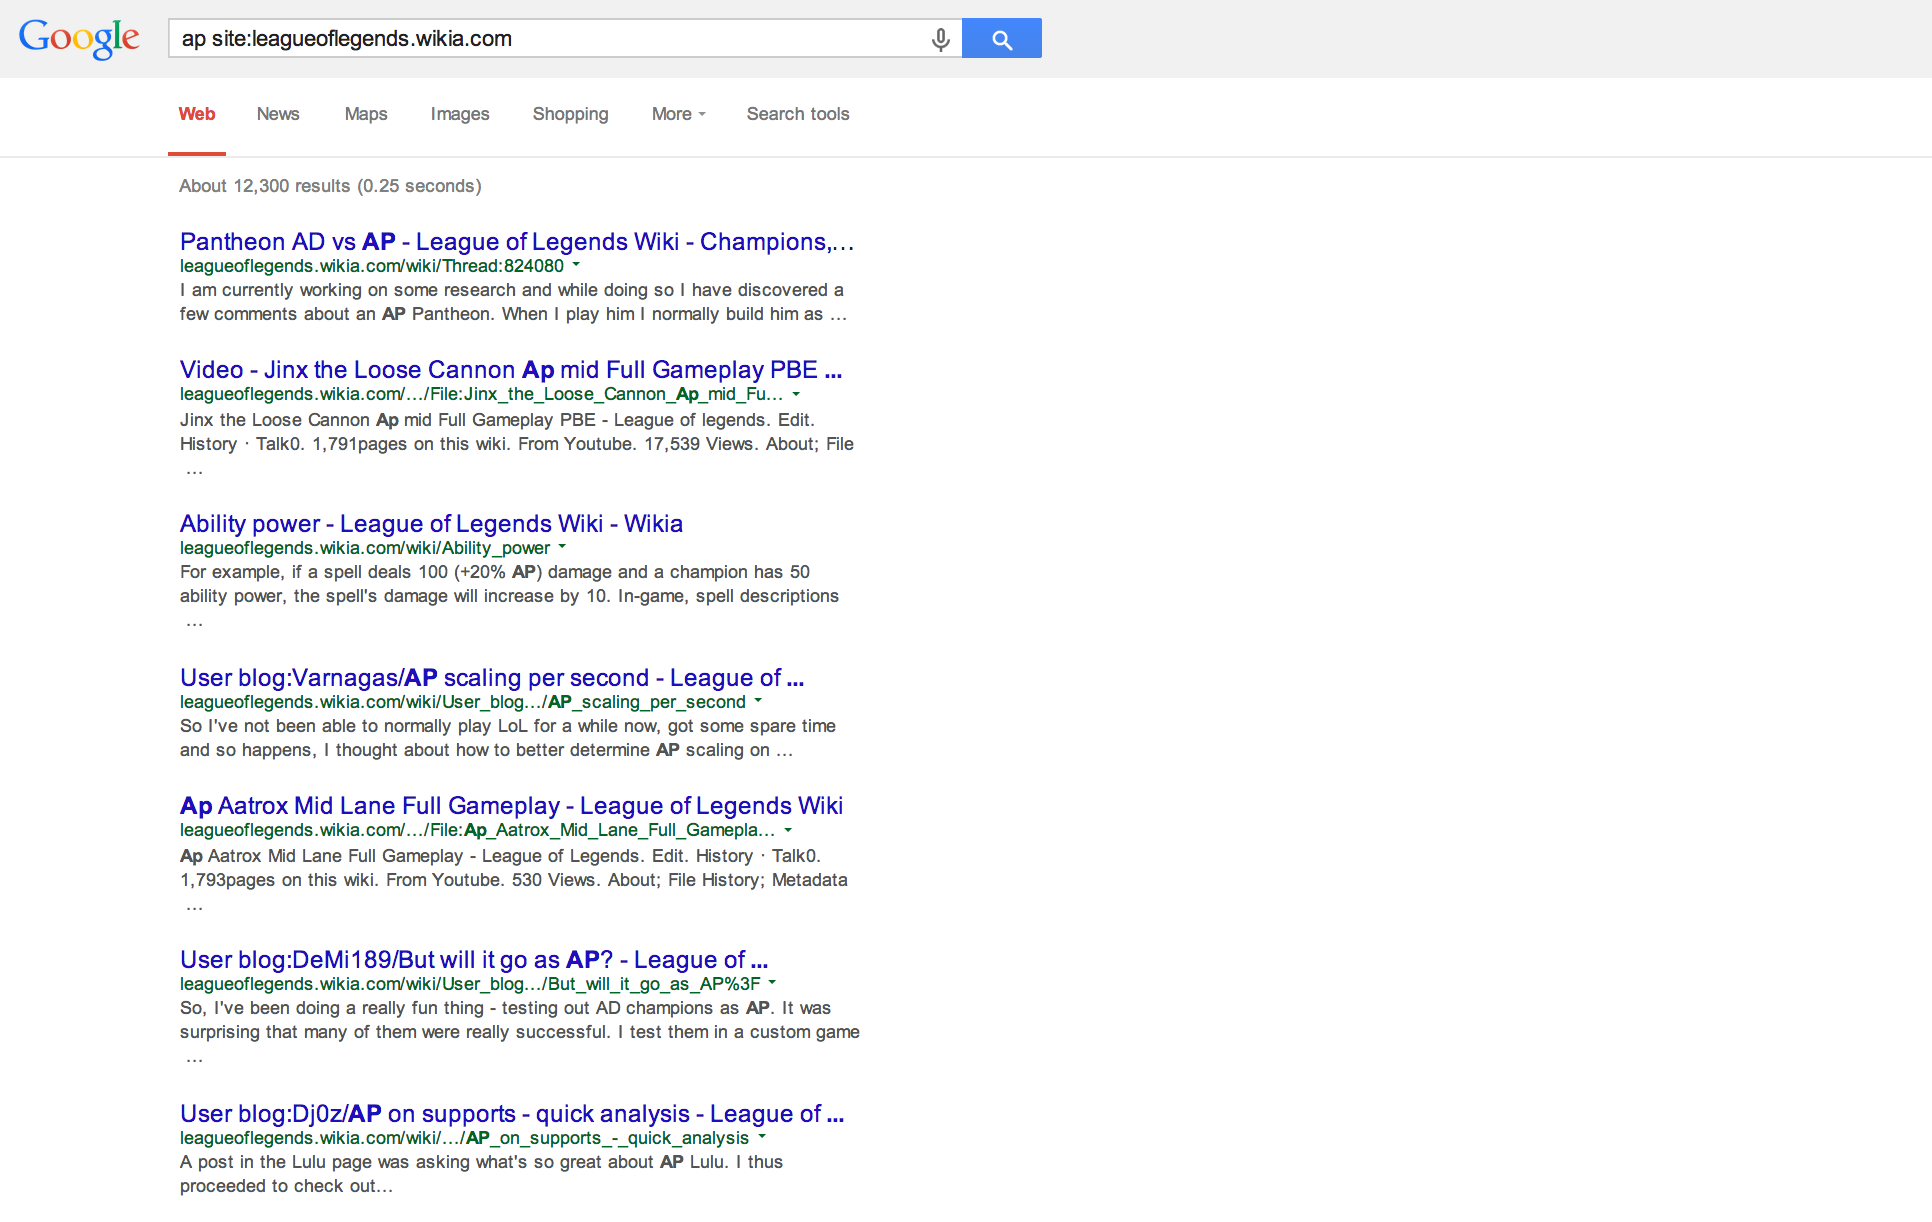 Google
ap site:leagueoflegends.wikia.com
Web News Maps Images Shopping More Search tools
About 12,300 results (0.25 seconds)
Pantheon AD vs AP - League of Legends Wiki - Champions,...
leagueoflegends.wikia.com/wiki/Thread:824080
I am currently working on some research and while doing so I have discovered a
few comments about an AP Pantheon. When I play him I normally build him as ...
Video - Jinx the Loose Cannon Ap mid Full Gameplay PBE ...
leagueoflegends.wikia.com/.../File:Jinx_the_Loose_Cannon_Ap_mid_Fu...
Jinx the Loose Cannon Ap mid Full Gameplay PBE - League of legends. Edit.
History · Talk0. 1,791pages on this wiki. From Youtube. 17,539 Views. About; File
...
Ability power - League of Legends Wiki - Wikia
leagueoflegends.wikia.com/wiki/Ability_power
For example, if a spell deals 100 (+20% AP) damage and a champion has 50
ability power, the spell's damage will increase by 10. In-game, spell descriptions
...
User blog:Varnagas/AP scaling per second - League of ...
leagueoflegends.wikia.com/wiki/User_blog.../AP_scaling_per_second
So I've not been able to normally play LoL for a while now, got some spare time
and so happens, I thought about how to better determine AP scaling on ...
Ap Aatrox Mid Lane Full Gameplay - League of Legends Wiki
leagueoflegends.wikia.com/.../File:Ap_Aatrox_Mid_Lane_Full_Gamepla...
Ap Aatrox Mid Lane Full Gameplay - League of Legends. Edit. History · Talk0.
1,793pages on this wiki. From Youtube. 530 Views. About; File History; Metadata
...
User blog:DeMi189/But will it go as AP? - League of ...
leagueoflegends.wikia.com/wiki/User_blog.../But_will_it_go_as_AP%3F
So, I've been doing a really fun thing - testing out AD champions as AP. It was
surprising that many of them were really successful. I test them in a custom game
...
User blog:Dj0z/AP on supports - quick analysis - League of ...
leagueoflegends.wikia.com/wiki/.../AP_on_supports_-_quick_analysis
A post in the Lulu page was asking what's so great about AP Lulu. I thus
proceeded to check out...